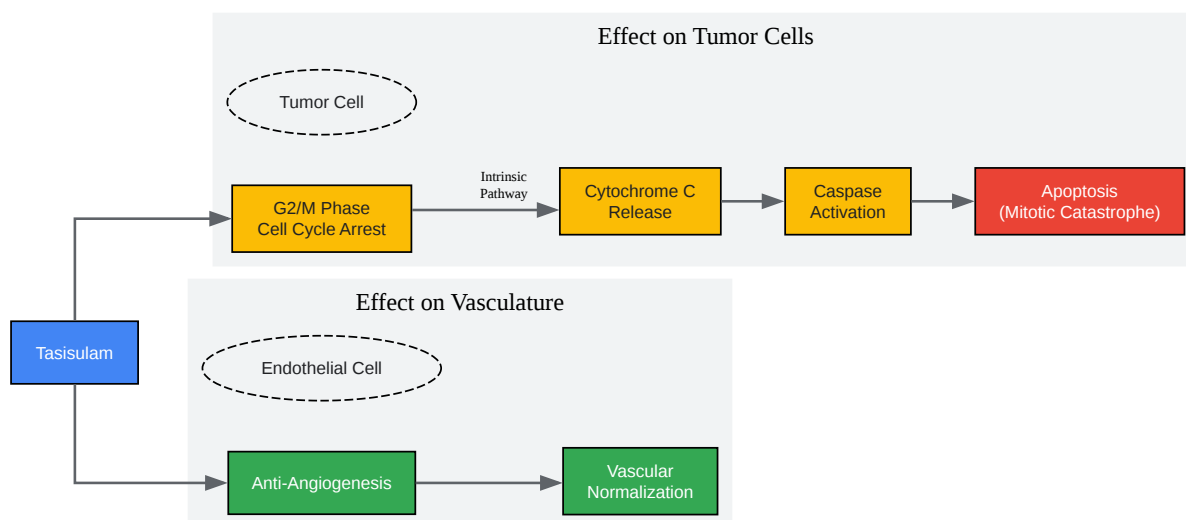 Effect on Tumor Cells
Tumor Cell
G2/M Phase
Cell Cycle Arrest
Intrinsic
Pathway
Cytochrome C
Release
Caspase
Activation
Apoptosis
(Mitotic Catastrophe)
Tasisulam
Effect on Vasculature
Endothelial Cell
Anti-Angiogenesis
Vascular
Normalization